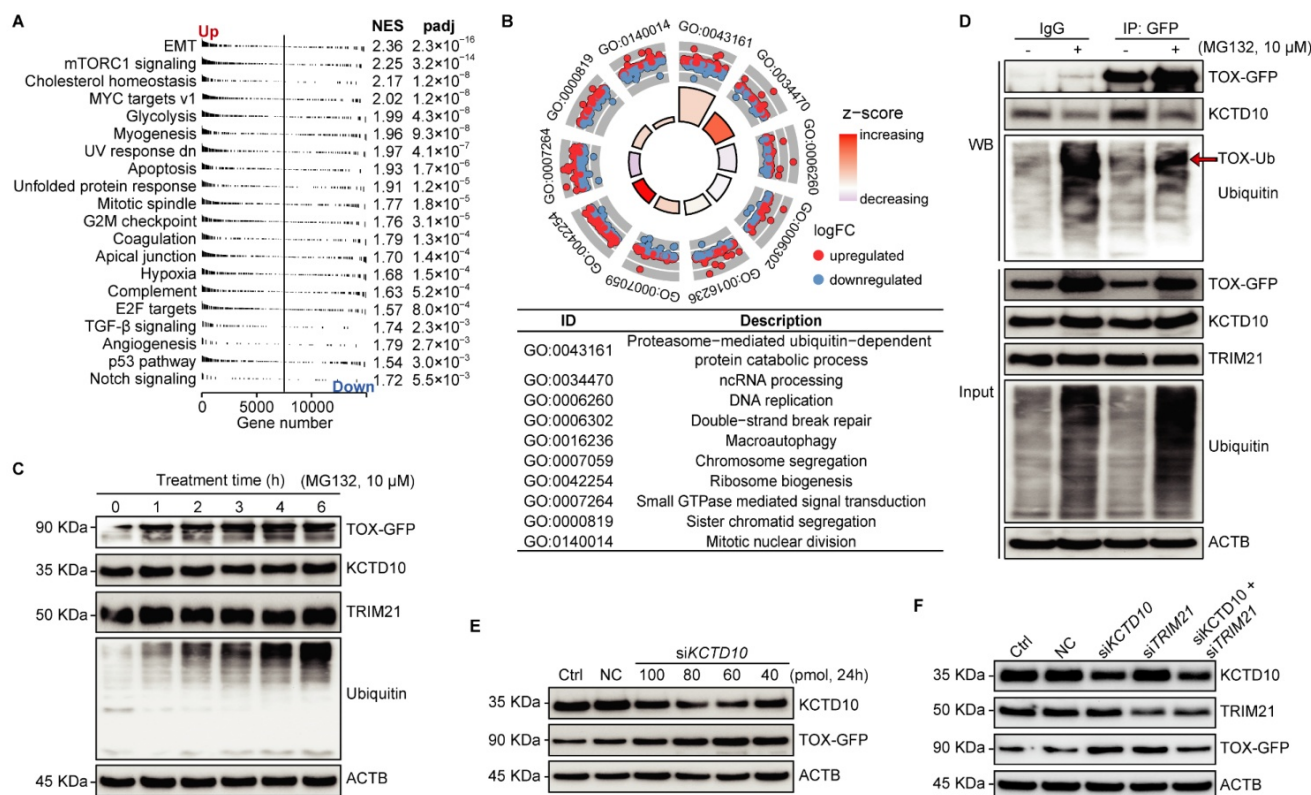 A
Up
NES padj
EMT 2.36 2.3×10−16
mTORC1 signaling 2.25 3.2×10−14
Cholesterol homeostasis 2.17 1.2×10−8
MYC targets v1 2.02 1.2×10−8
Glycolysis 1.99 4.3×10−8
Myogenesis 1.96 9.3×10−8
UV response dn 1.97 4.1×10−7
Apoptosis 1.93 1.7×10−6
Unfolded protein response 1.91 1.2×10−5
Mitotic spindle 1.77 1.8×10−5
G2M checkpoint 1.76 3.1×10−5
Coagulation 1.79 1.3×10−4
Apical junction 1.70 1.4×10−4
Hypoxia 1.68 1.5×10−4
Complement 1.63 5.2×10−4
E2F targets 1.57 8.0×10−4
TGF-β signaling 1.74 2.3×10−3
Angiogenesis 1.79 2.7×10−3
p53 pathway 1.54 3.0×10−3
Notch signaling 1.72 5.5×10−3
Down
0 5000 10000
Gene number
B
GO:0140014
GO:0043161
GO:0034470
GO:0006260
GO:0006302
GO:0016236
GO:0007059
GO:0042254
GO:0007264
GO:0000819
z-score
increasing
decreasing
logFC
upregulated
downregulated
ID Description
GO:0043161 Proteasome−mediated ubiquitin−dependent
protein catabolic process
GO:0034470 ncRNA processing
GO:0006260 DNA replication
GO:0006302 Double−strand break repair
GO:0016236 Macroautophagy
GO:0007059 Chromosome segregation
GO:0042254 Ribosome biogenesis
GO:0007264 Small GTPase mediated signal transduction
GO:0000819 Sister chromatid segregation
GO:0140014 Mitotic nuclear division
C
Treatment time (h) (MG132, 10 μM)
0 1 2 3 4 6
90 KDa TOX-GFP
35 KDa KCTD10
50 KDa TRIM21
Ubiquitin
45 KDa ACTB
D
IgG IP: GFP
- + - + (MG132, 10 μM)
WB
TOX-GFP
KCTD10
TOX-Ub
Ubiquitin
Input
TOX-GFP
KCTD10
TRIM21
Ubiquitin
ACTB
E
siKCTD10
Ctrl NC 100 80 60 40 (pmol, 24h)
35 KDa KCTD10
90 KDa TOX-GFP
45 KDa ACTB
F
Ctrl
NC
siKCTD10
siTRIM21
siKCTD10 +
siTRIM21
35 KDa KCTD10
50 KDa TRIM21
90 KDa TOX-GFP
45 KDa ACTB